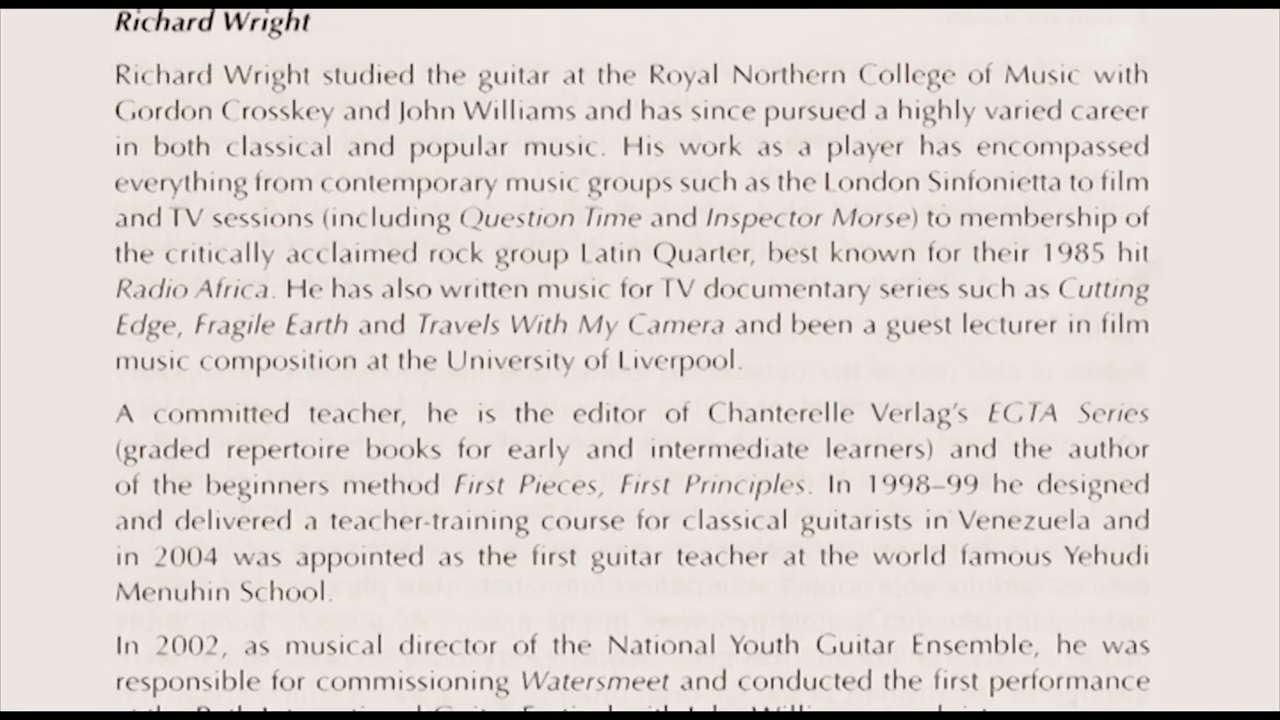 Richard Wright
Richard Wright studied the guitar at the Royal Northern College of Music with
Gordon Crosskey and John Williams and has since pursued a highly varied career
in both classical and popular music. His work as a player has encompassed
everything from contemporary music groups such as the London Sinfonietta to film
and TV sessions (including Question Time and Inspector Morse) to membership of
the critically acclaimed rock group Latin Quarter, best known for their 1985 hit
Radio Africa. He has also written music for TV documentary series such as Cutting
Edge, Fragile Earth and Travels With My Camera and been a guest lecturer in film
music composition at the University of Liverpool.
A committed teacher, he is the editor of Chanterelle Verlag's EGTA Series
(graded repertoire books for early and intermediate learners) and the author
of the beginners method First Pieces, First Principles. In 1998–99 he designed
and delivered a teacher-training course for classical guitarists in Venezuela and
in 2004 was appointed as the first guitar teacher at the world famous Yehudi
Menuhin School.
In 2002, as musical director of the National Youth Guitar Ensemble, he was
responsible for commissioning Watersmeet and conducted the first performance